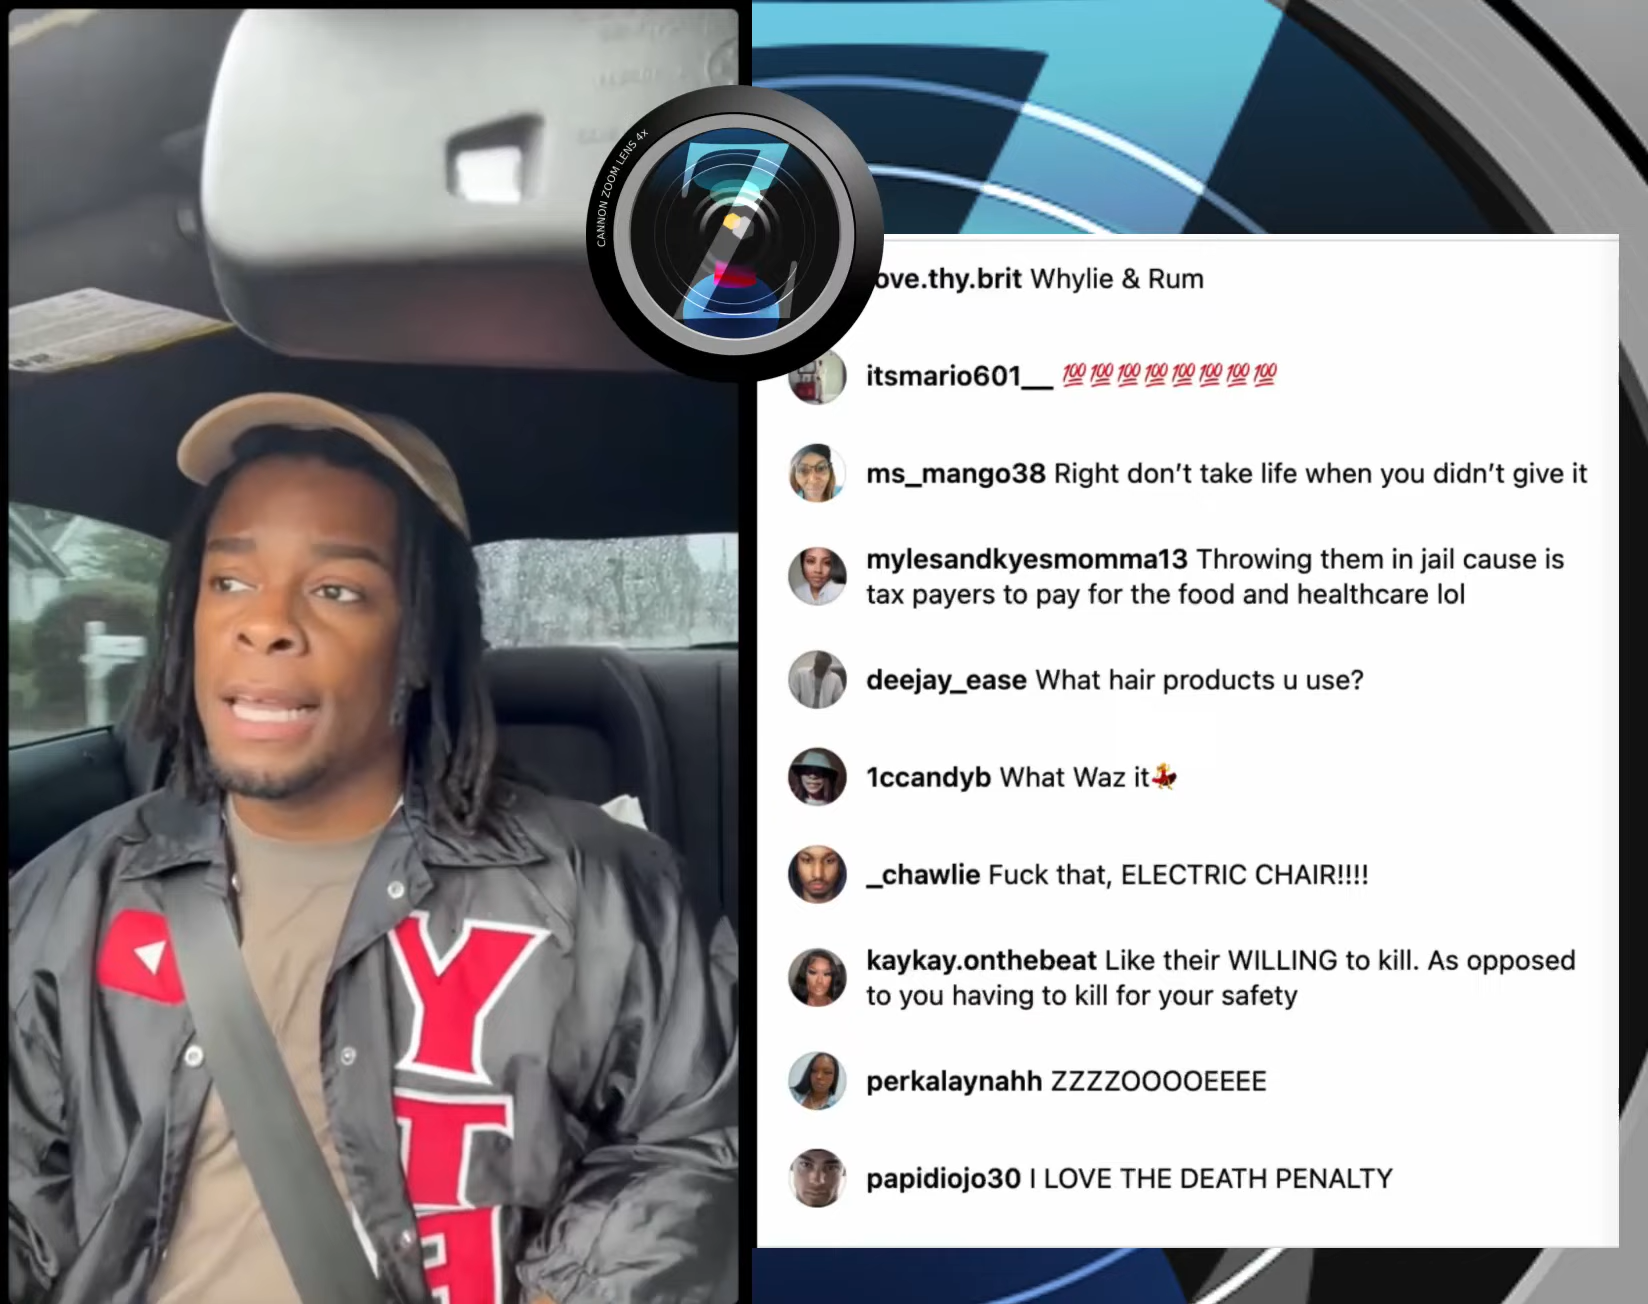 CANNON ZOOM LENS 4x
ove.thy.brit Whylie & Rum
itsmario601__ 💯💯💯💯💯💯💯💯
ms_mango38 Right don’t take life when you didn’t give it
mylesandkyesmomma13 Throwing them in jail cause is
tax payers to pay for the food and healthcare lol
deejay_ease What hair products u use?
1ccandyb What Waz it💃
_chawlie Fuck that, ELECTRIC CHAIR!!!!
kaykay.onthebeat Like their WILLING to kill. As opposed
to you having to kill for your safety
perkalaynahh ZZZZOOOOEEEE
papidiojo30 I LOVE THE DEATH PENALTY
Y
T